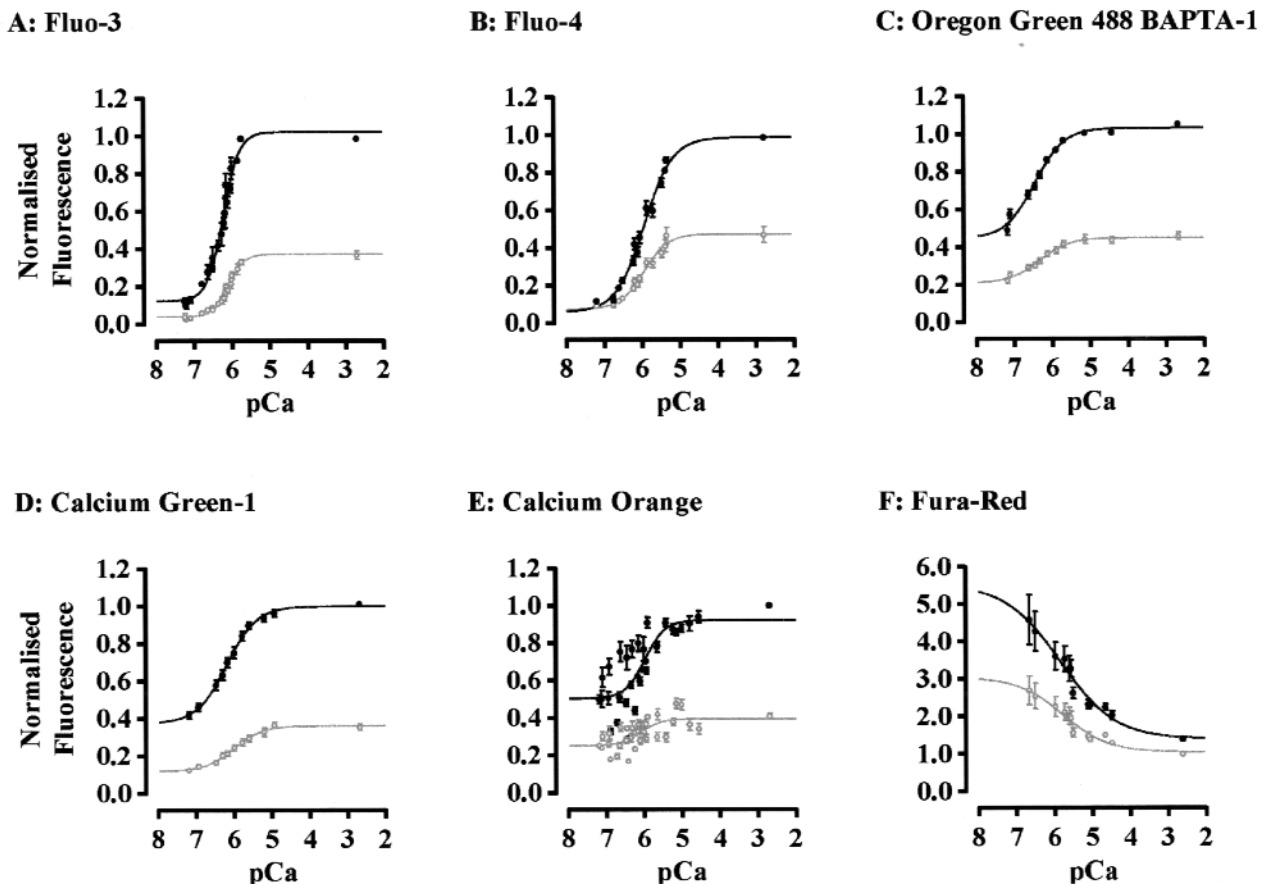 A: Fluo-3
B: Fluo-4
C: Oregon Green 488 BAPTA-1
Normalised
Fluorescence
1.2
1.0
0.8
0.6
0.4
0.2
0.0
8 7 6 5 4 3 2
pCa
1.2
1.0
0.8
0.6
0.4
0.2
0.0
8 7 6 5 4 3 2
pCa
1.2
1.0
0.8
0.6
0.4
0.2
0.0
8 7 6 5 4 3 2
pCa
D: Calcium Green-1
E: Calcium Orange
F: Fura-Red
Normalised
Fluorescence
1.2
1.0
0.8
0.6
0.4
0.2
0.0
8 7 6 5 4 3 2
pCa
1.2
1.0
0.8
0.6
0.4
0.2
0.0
8 7 6 5 4 3 2
pCa
6.0
5.0
4.0
3.0
2.0
1.0
0.0
8 7 6 5 4 3 2
pCa